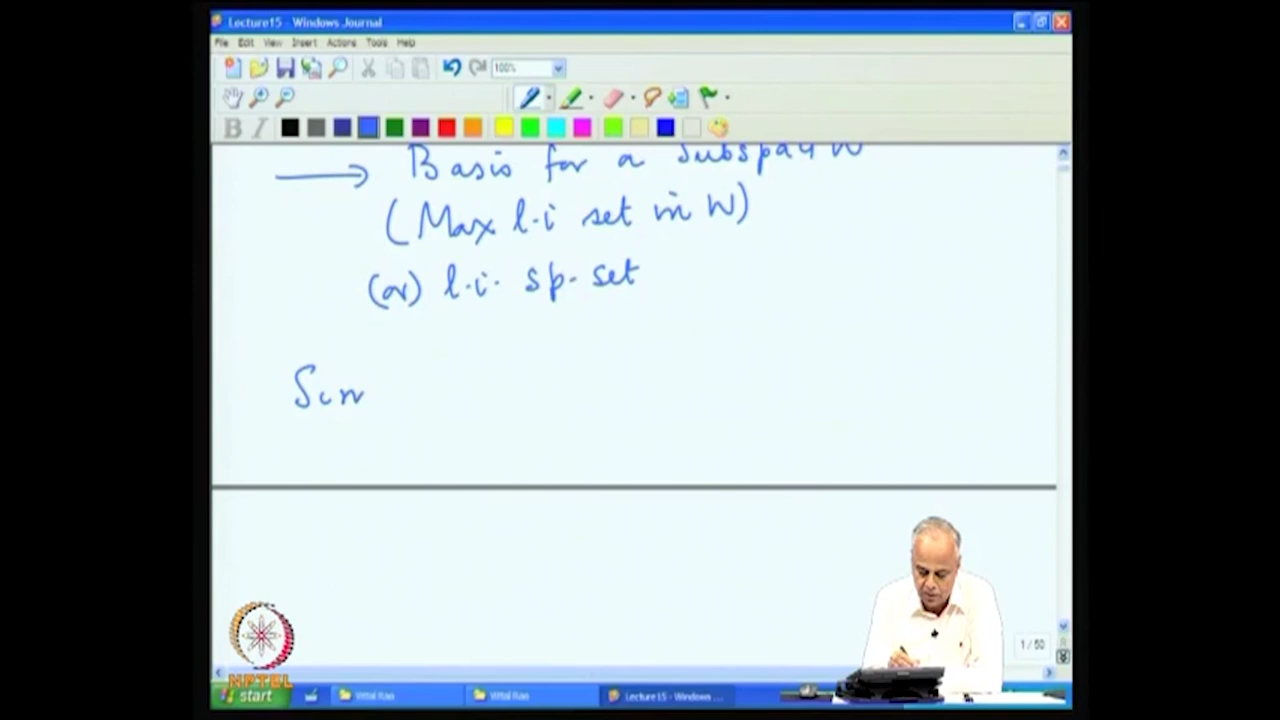 Lecture15 - Windows Journal
File Edit View Insert Actions Tools Help
100%
B I
Basis for a Subspace W
(Max l.i set in W)
(or) l.i. sp. set
Sin
1 / 50
NPTEL
start Vittal Rao Vittal Rao Lecture15 - Windows ...